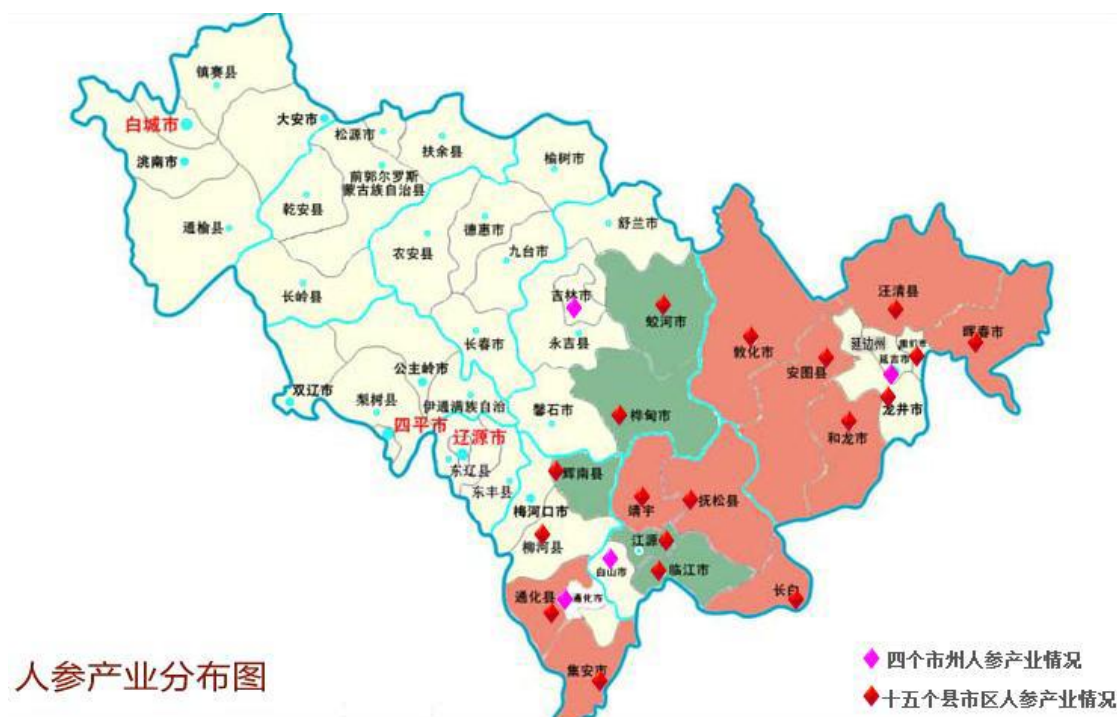 镇赉县
白城市
大安市
松源市
扶余县
榆树市
洮南市
前郭尔罗斯
蒙古族自治县
乾安县
通榆县
德惠市
舒兰市
农安县
九台市
长岭县
吉林市
蛟河市
汪清县
珲春市
延边州
图们市
延吉市
敦化市
安图县
永吉县
长春市
公主岭市
双辽市
梨树县
伊通满族自治
磐石市
桦甸市
龙井市
和龙市
四平市
辽源市
东辽县
东丰县
辉南县
梅河口市
靖宇
抚松县
柳河县
江源
白山市
临江市
长白
通化县
通化市
集安市
人参产业分布图
四个市州人参产业情况
十五个县市区人参产业情况